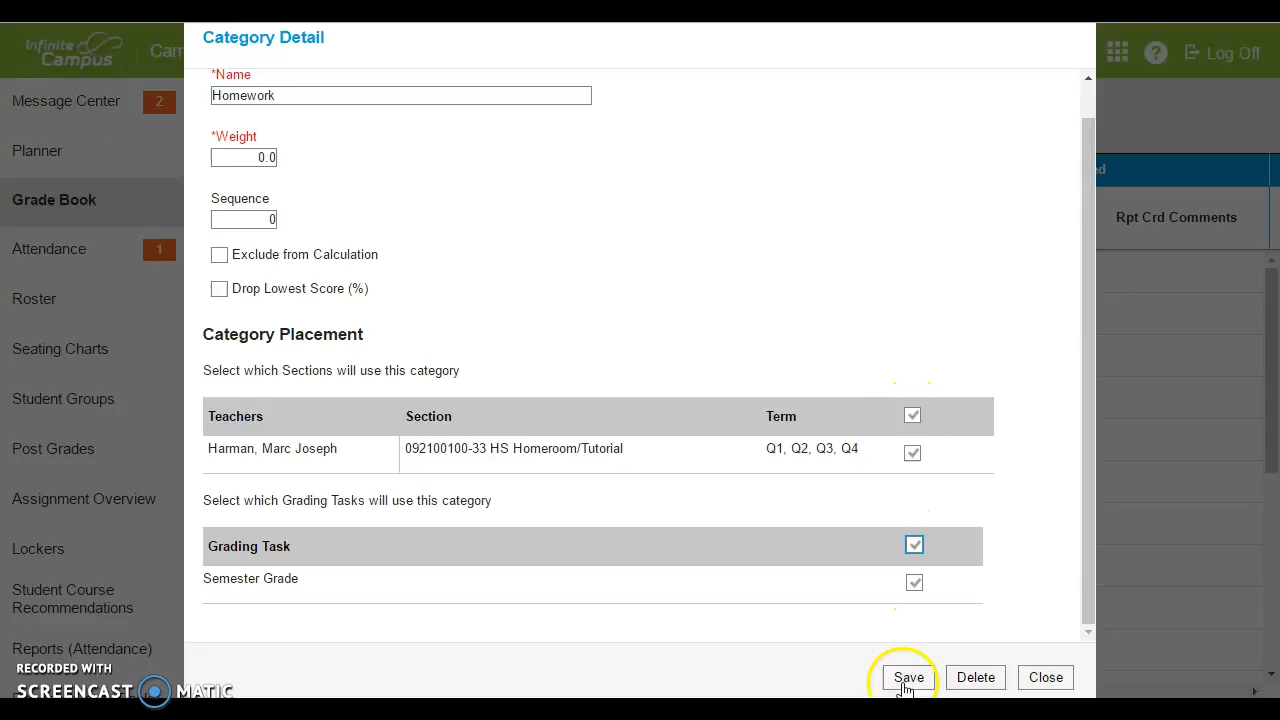 Category Detail
Infinite Campus
Cam
Log Off
*Name
Homework
Message Center 2
*Weight
0.0
Planner
ed
Sequence
Grade Book
0
Rpt Crd Comments
Attendance 1
Exclude from Calculation
Drop Lowest Score (%)
Roster
Category Placement
Seating Charts
Select which Sections will use this category
Student Groups
Teachers Section Term
Post Grades
Harman, Marc Joseph 092100100-33 HS Homeroom/Tutorial Q1, Q2, Q3, Q4
Assignment Overview
Select which Grading Tasks will use this category
Lockers
Grading Task
Student Course
Recommendations
Semester Grade
Reports (Attendance)
RECORDED WITH
SCREENCAST MATIC
Save Delete Close